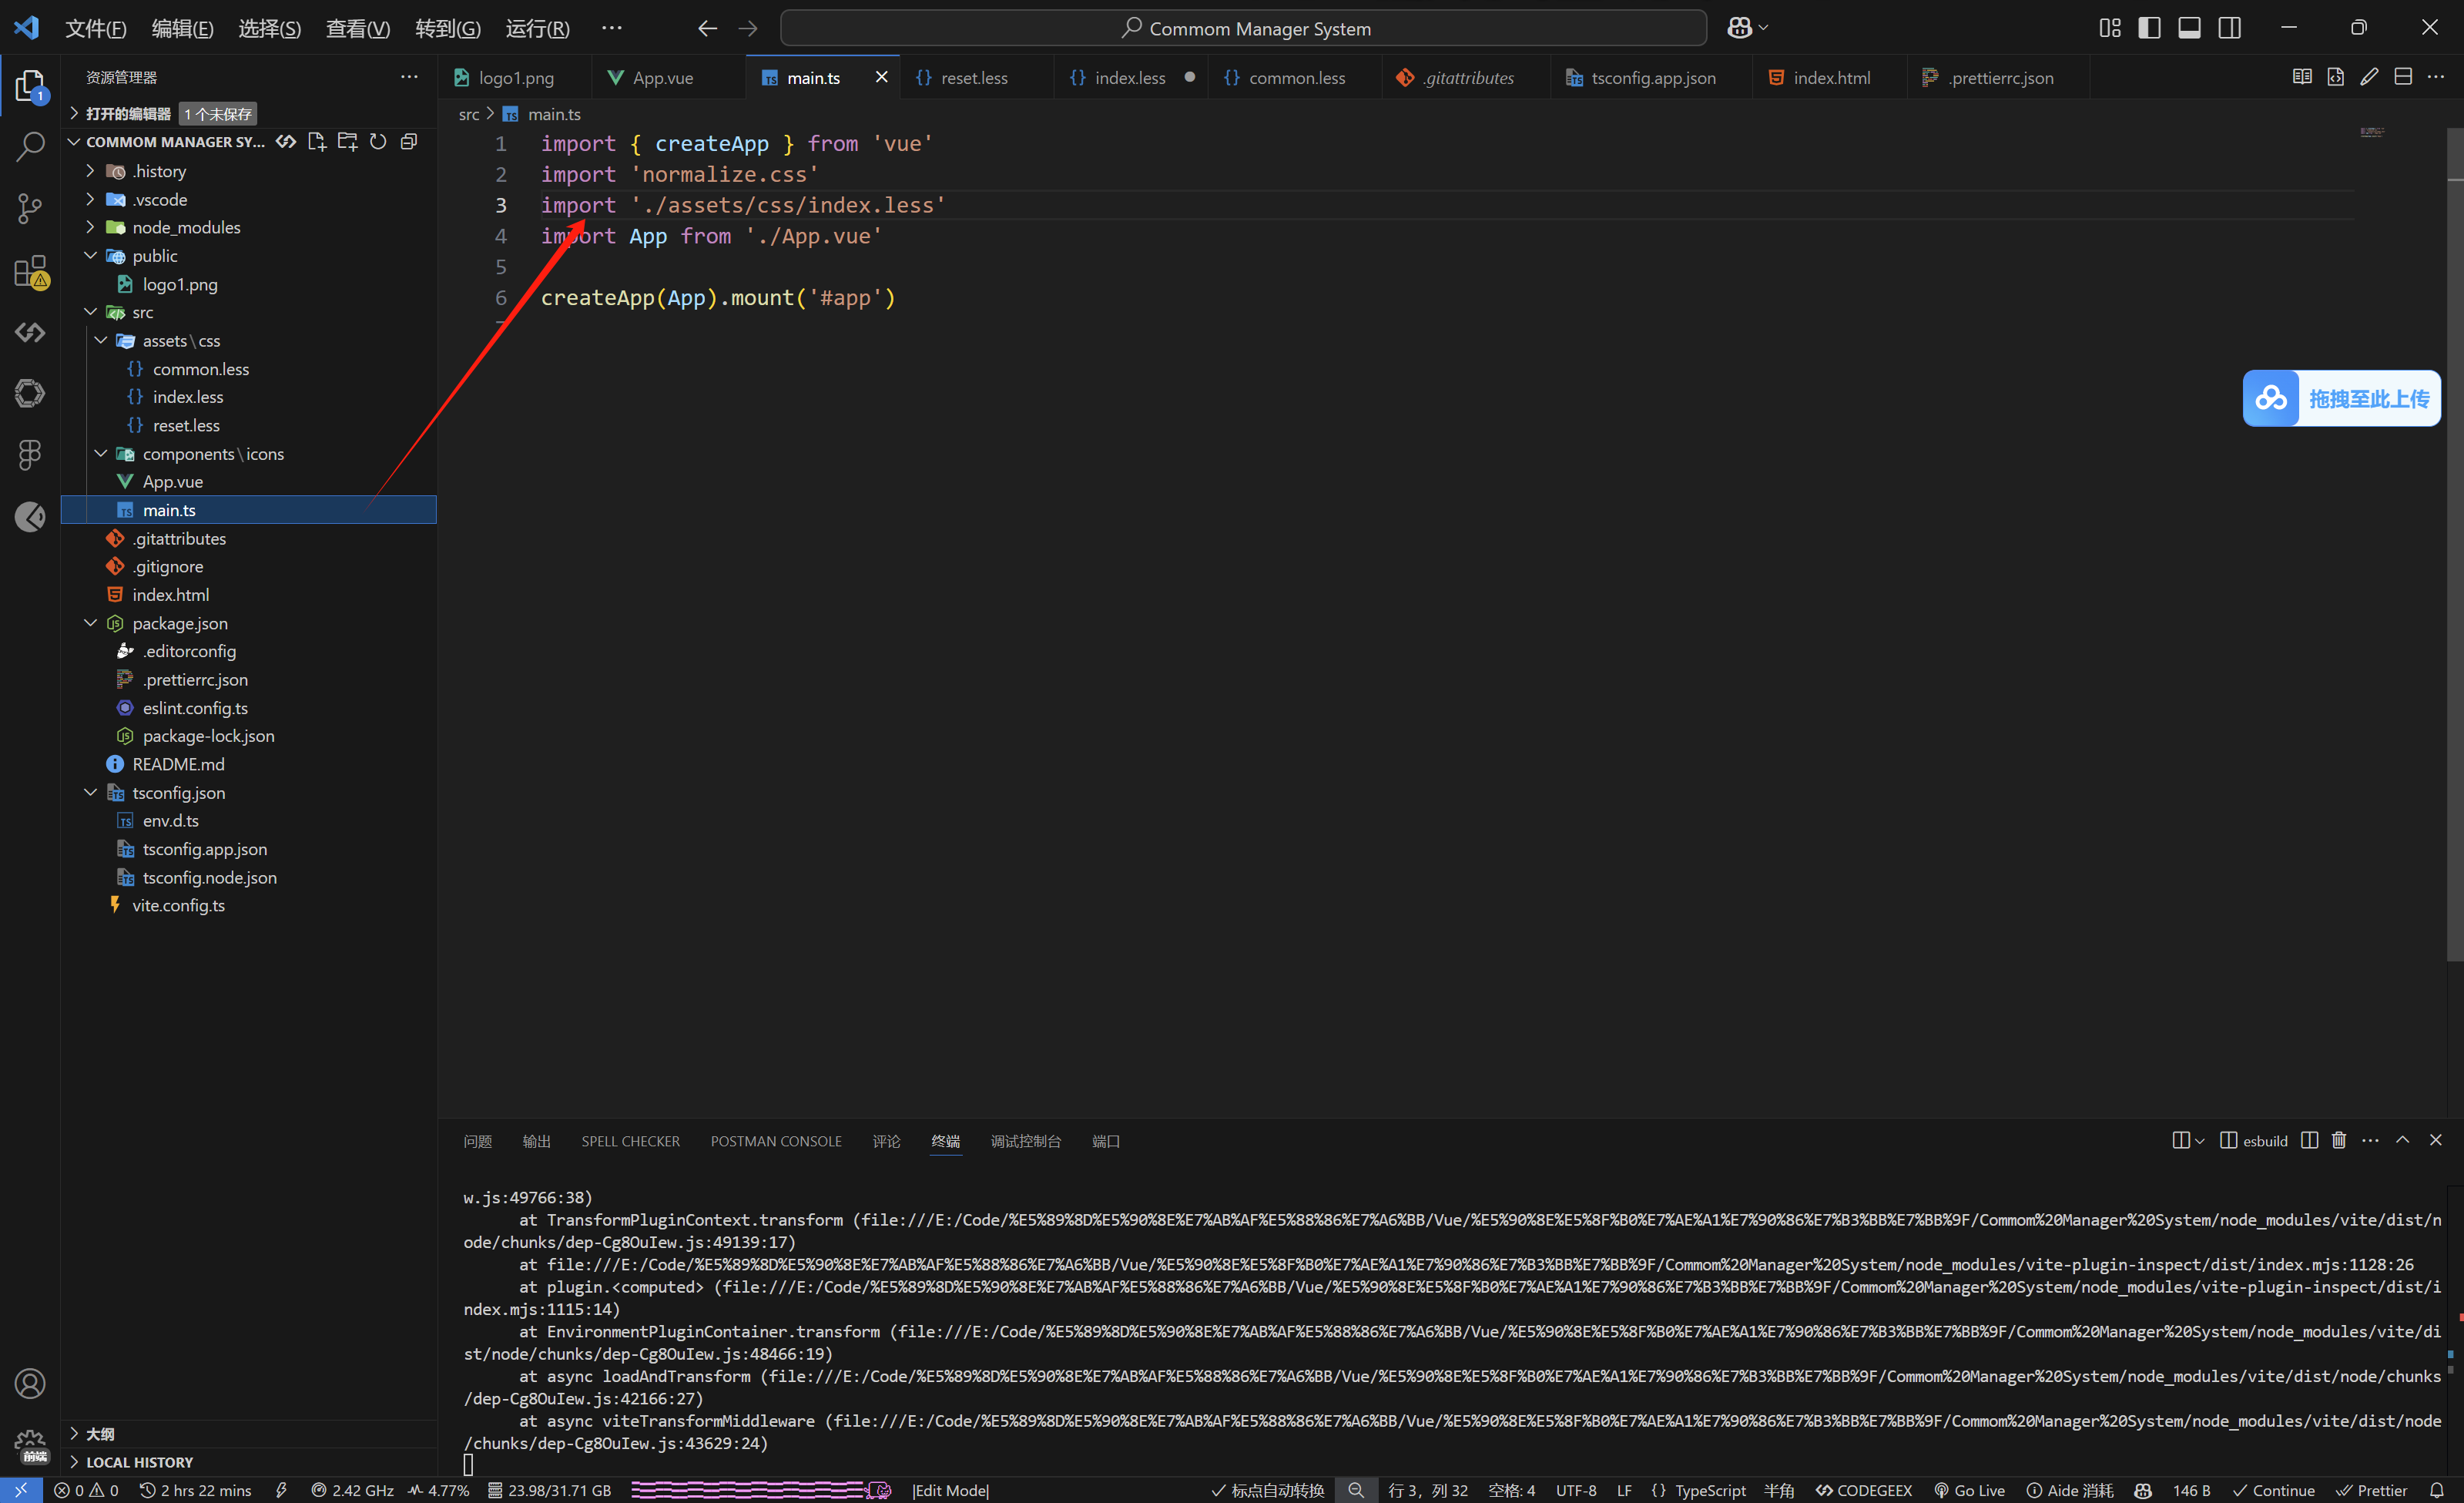 文件(F) 编辑(E) 选择(S) 查看(V) 转到(G) 运行(R) ··· Commom Manager System
资源管理器 ···
打开的编辑器 1 个未保存
COMMOM MANAGER SY...
.history
.vscode
node_modules
public
logo1.png
src
assets\css
common.less
index.less
reset.less
components\icons
App.vue
main.ts
.gitattributes
.gitignore
index.html
package.json
.editorconfig
.prettierrc.json
eslint.config.ts
package-lock.json
README.md
tsconfig.json
env.d.ts
tsconfig.app.json
tsconfig.node.json
vite.config.ts
大纲
LOCAL HISTORY
1
前端
logo1.png App.vue main.ts reset.less index.less common.less .gitattributes tsconfig.app.json index.html .prettierrc.json
src > main.ts
1 import { createApp } from 'vue'
2 import 'normalize.css'
3 import './assets/css/index.less'
4 import App from './App.vue'
5
6 createApp(App).mount('#app')
拖拽至此上传
问题 输出 SPELL CHECKER POSTMAN CONSOLE 评论 终端 调试控制台 端口 esbuild
w.js:49766:38)
at TransformPluginContext.transform (file:///E:/Code/%E5%89%8D%E5%90%8E%E7%AB%AF%E5%88%86%E7%A6%BB/Vue/%E5%90%8E%E5%8F%B0%E7%AE%A1%E7%90%86%E7%B3%BB%E7%BB%9F/Commom%20Manager%20System/node_modules/vite/dist/n
ode/chunks/dep-Cg8OuIew.js:49139:17)
at file:///E:/Code/%E5%89%8D%E5%90%8E%E7%AB%AF%E5%88%86%E7%A6%BB/Vue/%E5%90%8E%E5%8F%B0%E7%AE%A1%E7%90%86%E7%B3%BB%E7%BB%9F/Commom%20Manager%20System/node_modules/vite-plugin-inspect/dist/index.mjs:1128:26
at plugin.<computed> (file:///E:/Code/%E5%89%8D%E5%90%8E%E7%AB%AF%E5%88%86%E7%A6%BB/Vue/%E5%90%8E%E5%8F%B0%E7%AE%A1%E7%90%86%E7%B3%BB%E7%BB%9F/Commom%20Manager%20System/node_modules/vite-plugin-inspect/dist/i
ndex.mjs:1115:14)
at EnvironmentPluginContainer.transform (file:///E:/Code/%E5%89%8D%E5%90%8E%E7%AB%AF%E5%88%86%E7%A6%BB/Vue/%E5%90%8E%E5%8F%B0%E7%AE%A1%E7%90%86%E7%B3%BB%E7%BB%9F/Commom%20Manager%20System/node_modules/vite/di
st/node/chunks/dep-Cg8OuIew.js:48466:19)
at async loadAndTransform (file:///E:/Code/%E5%89%8D%E5%90%8E%E7%AB%AF%E5%88%86%E7%A6%BB/Vue/%E5%90%8E%E5%8F%B0%E7%AE%A1%E7%90%86%E7%B3%BB%E7%BB%9F/Commom%20Manager%20System/node_modules/vite/dist/node/chunks
/dep-Cg8OuIew.js:42166:27)
at async viteTransformMiddleware (file:///E:/Code/%E5%89%8D%E5%90%8E%E7%AB%AF%E5%88%86%E7%A6%BB/Vue/%E5%90%8E%E5%8F%B0%E7%AE%A1%E7%90%86%E7%B3%BB%E7%BB%9F/Commom%20Manager%20System/node_modules/vite/dist/node
/chunks/dep-Cg8OuIew.js:43629:24)
0 0 2 hrs 22 mins 2.42 GHz 4.77% 23.98/31.71 GB |Edit Mode| 标点自动转换 行 3，列 32 空格: 4 UTF-8 LF {} TypeScript 半角 CODEGEEX Go Live Aide 消耗 146 B Continue Prettier